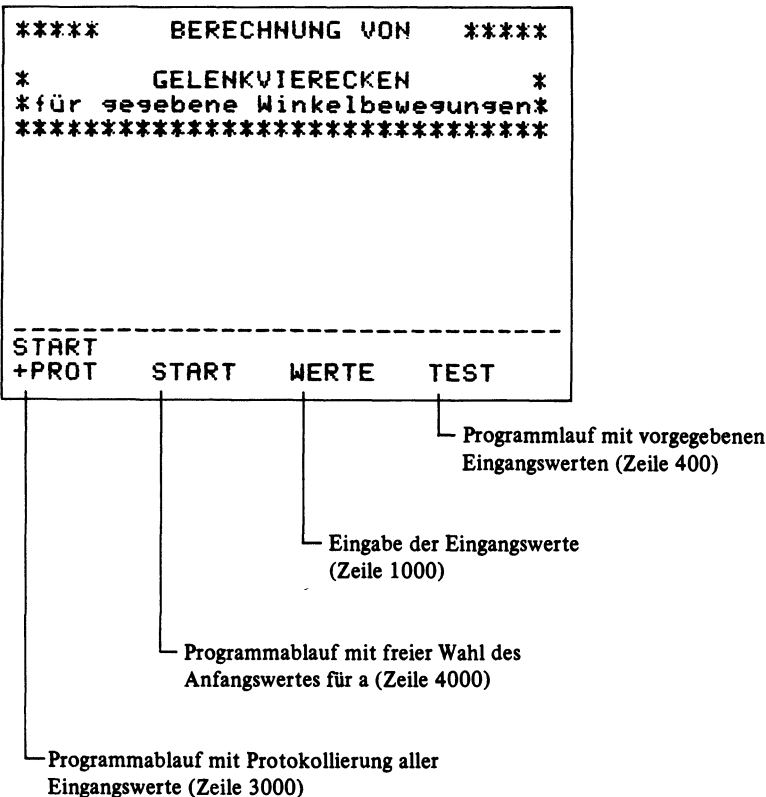 ***** BERECHNUNG VON *****
* GELENKVIERECKEN *
*für gegebene Winkelbewegungen*
*******************************
--------------------------------
START
+PROT START WERTE TEST
Programmlauf mit vorgegebenen
Eingangswerten (Zeile 400)
Eingabe der Eingangswerte
(Zeile 1000)
Programmablauf mit freier Wahl des
Anfangswertes für a (Zeile 4000)
Programmablauf mit Protokollierung aller
Eingangswerte (Zeile 3000)